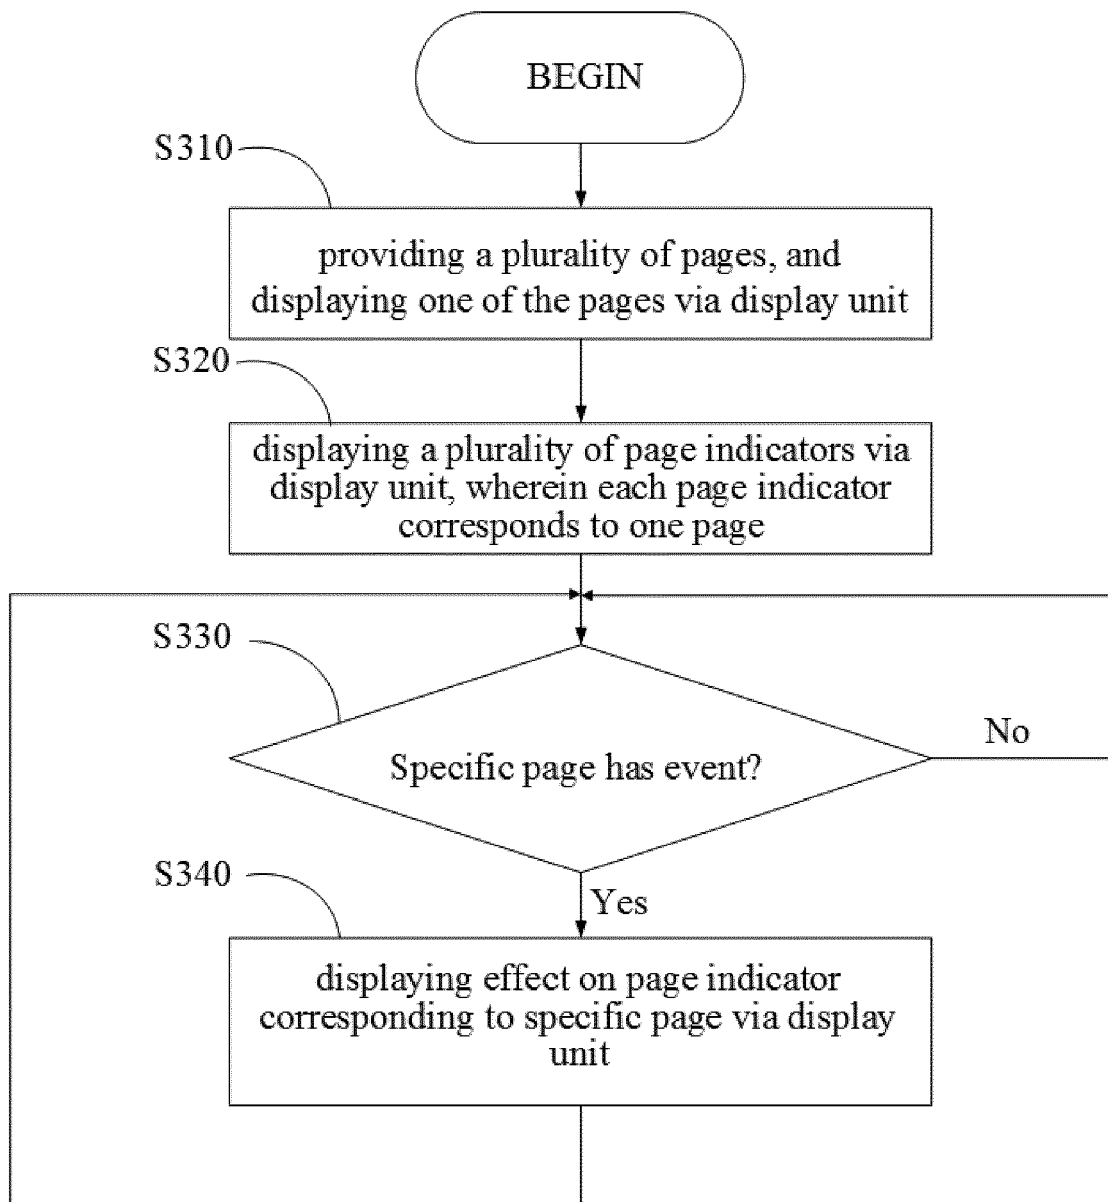 BEGIN
S310
providing a plurality of pages, and
displaying one of the pages via display unit
S320
displaying a plurality of page indicators via
display unit, wherein each page indicator
corresponds to one page
S330
Specific page has event?
No
S340
Yes
displaying effect on page indicator
corresponding to specific page via display
unit